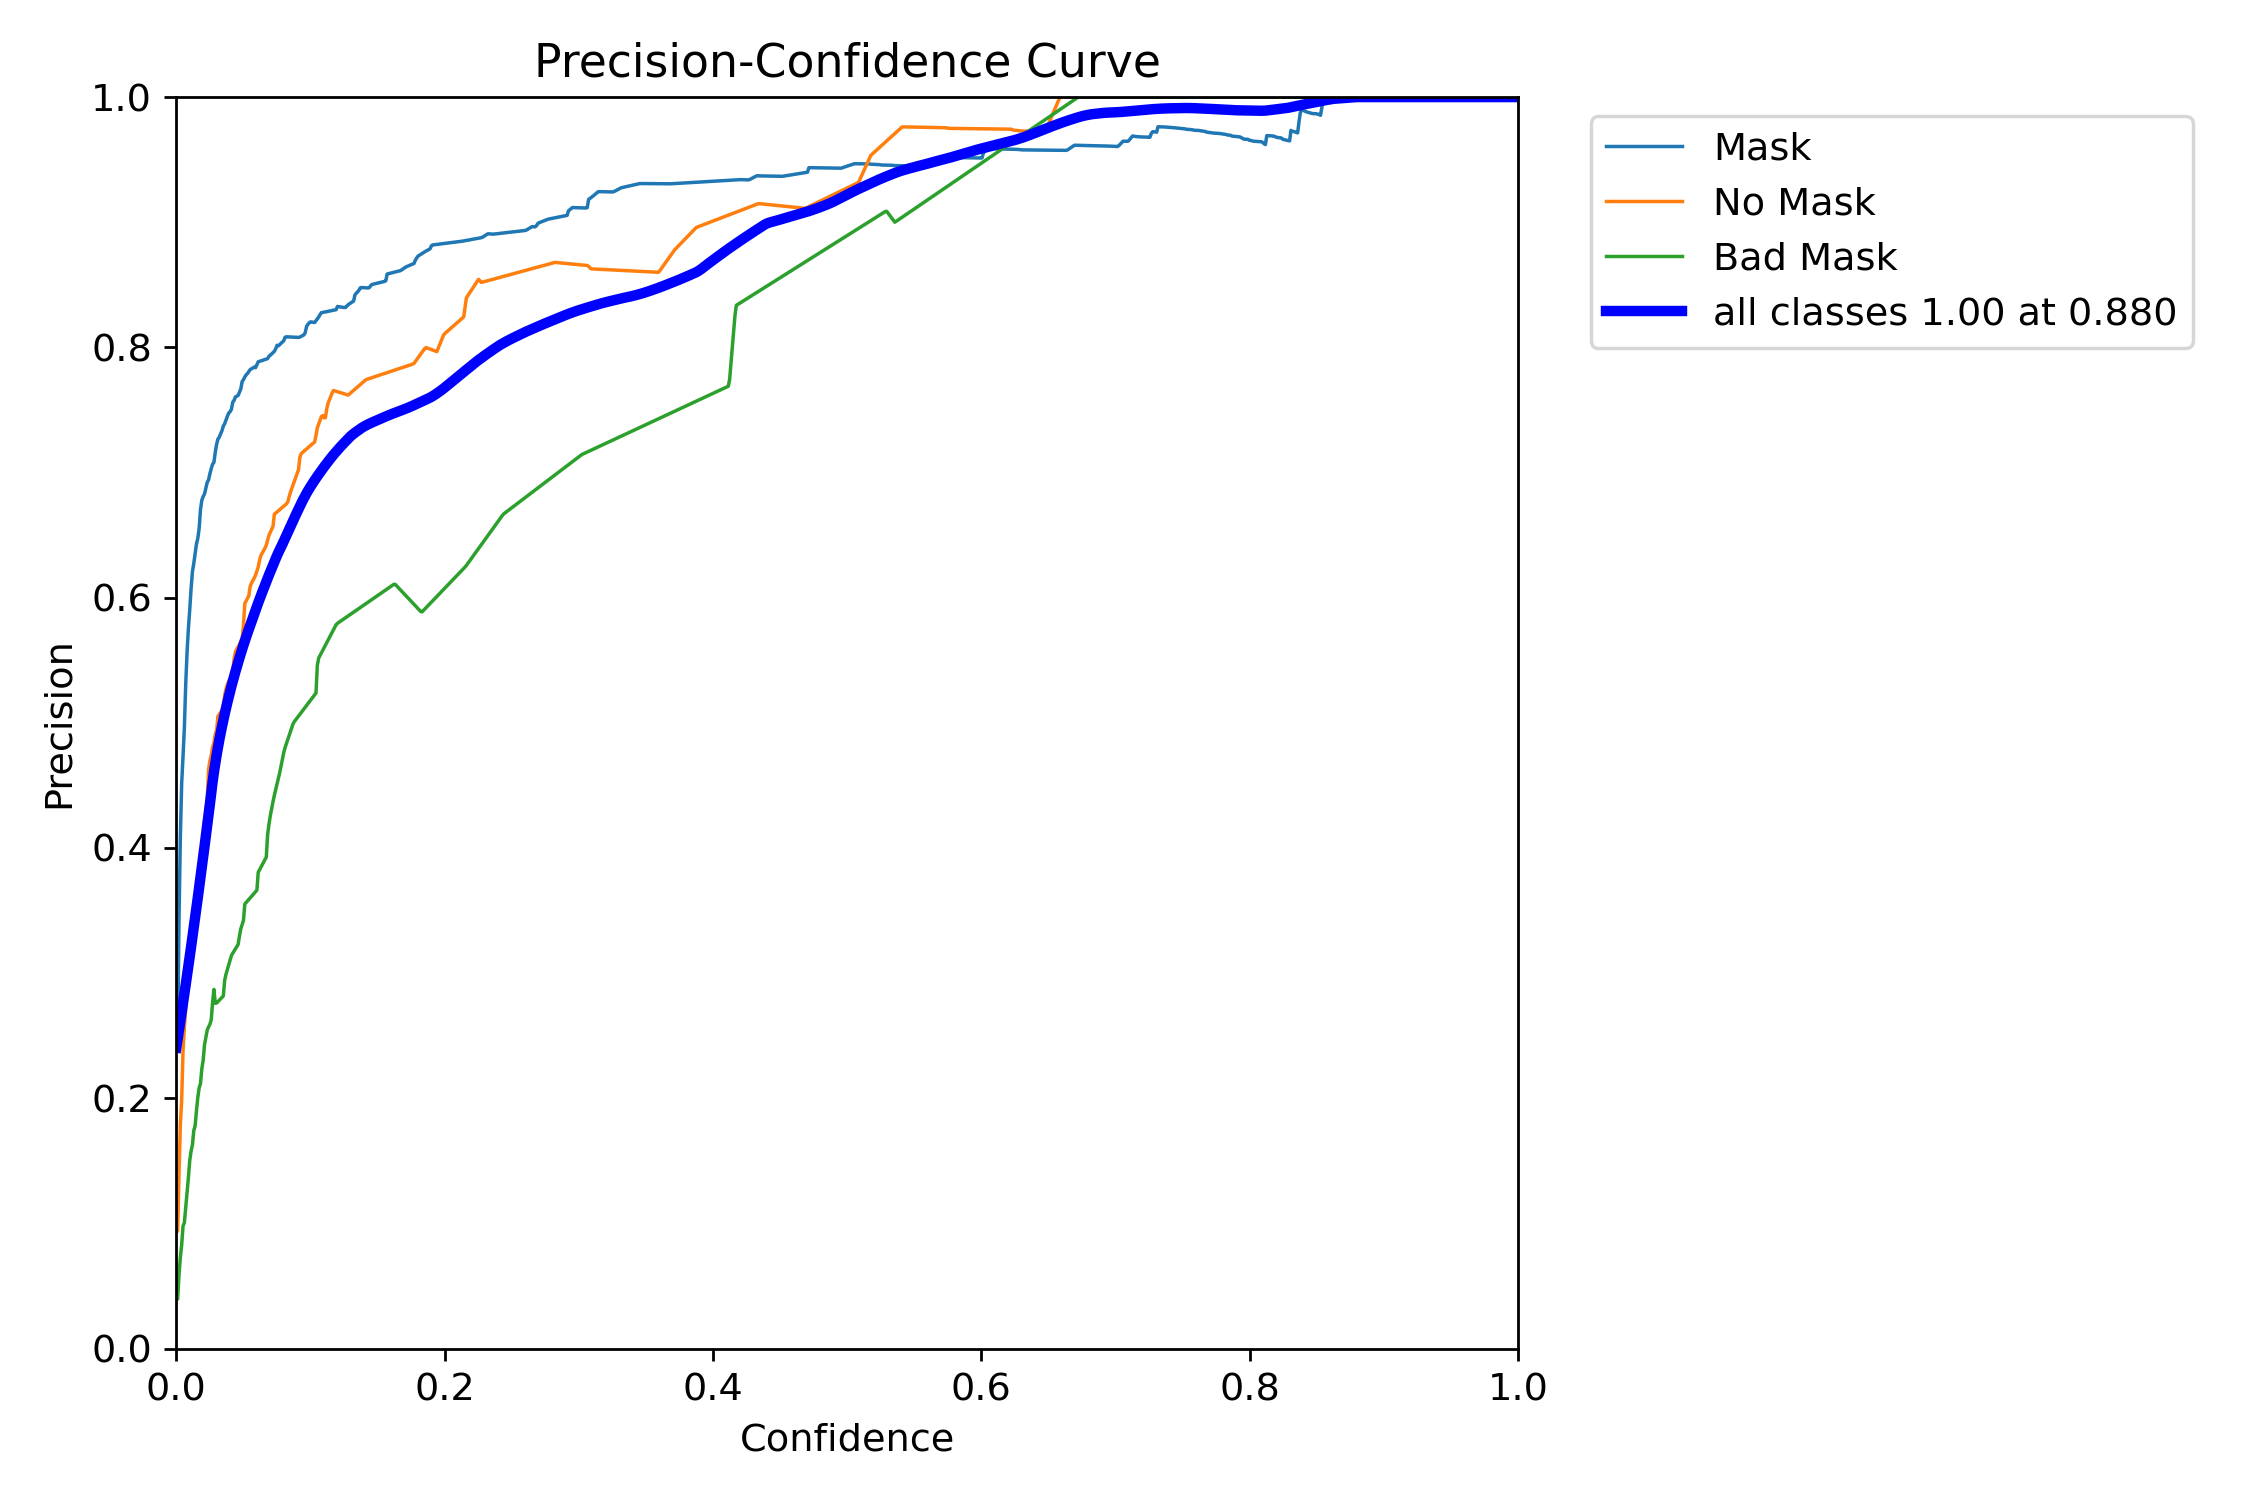 Precision-Confidence Curve
1.0
0.8
0.6
0.4
0.2
0.0
Precision
0.0 0.2 0.4 0.6 0.8 1.0
Confidence
Mask
No Mask
Bad Mask
all classes 1.00 at 0.880